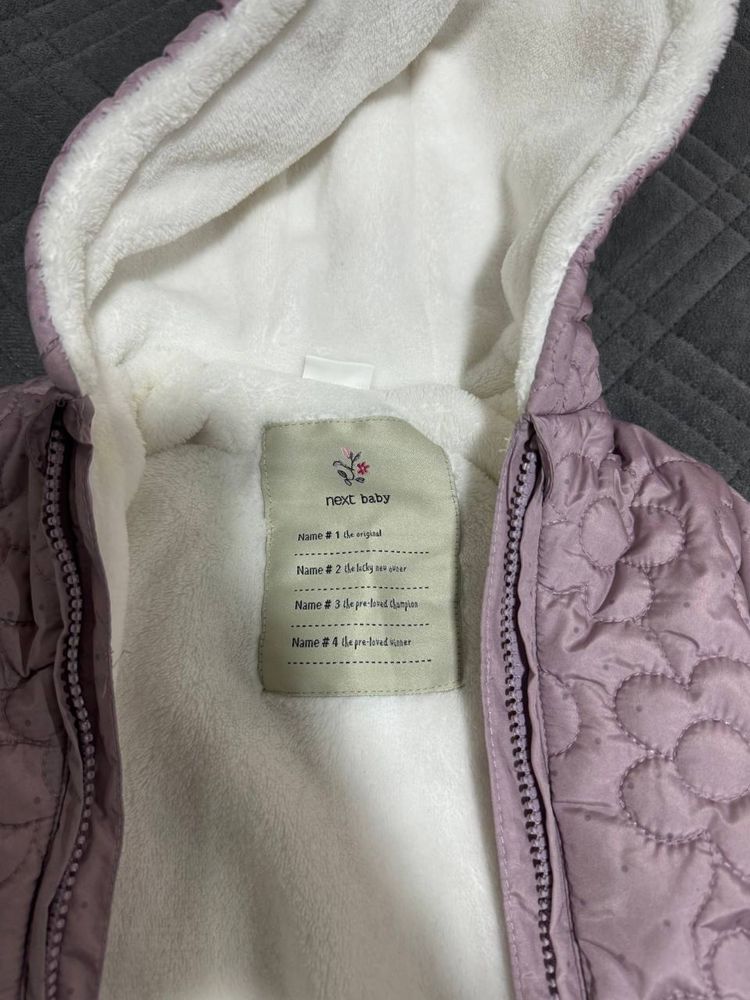 next baby
Name # 1 the original
Name # 2 the lucky new owner
Name # 3 the pre-loved champion
Name # 4 the pre-loved winner